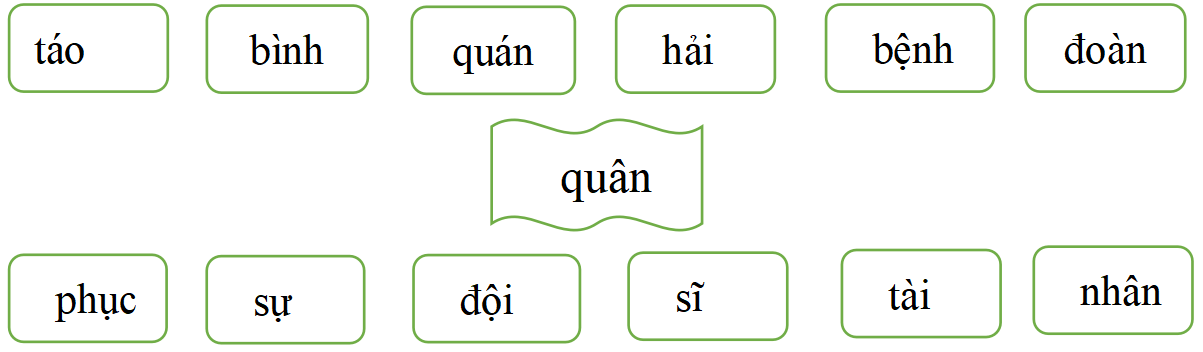 táo bình quán hải bệnh đoàn
quân
phục sự đội sĩ tài nhân